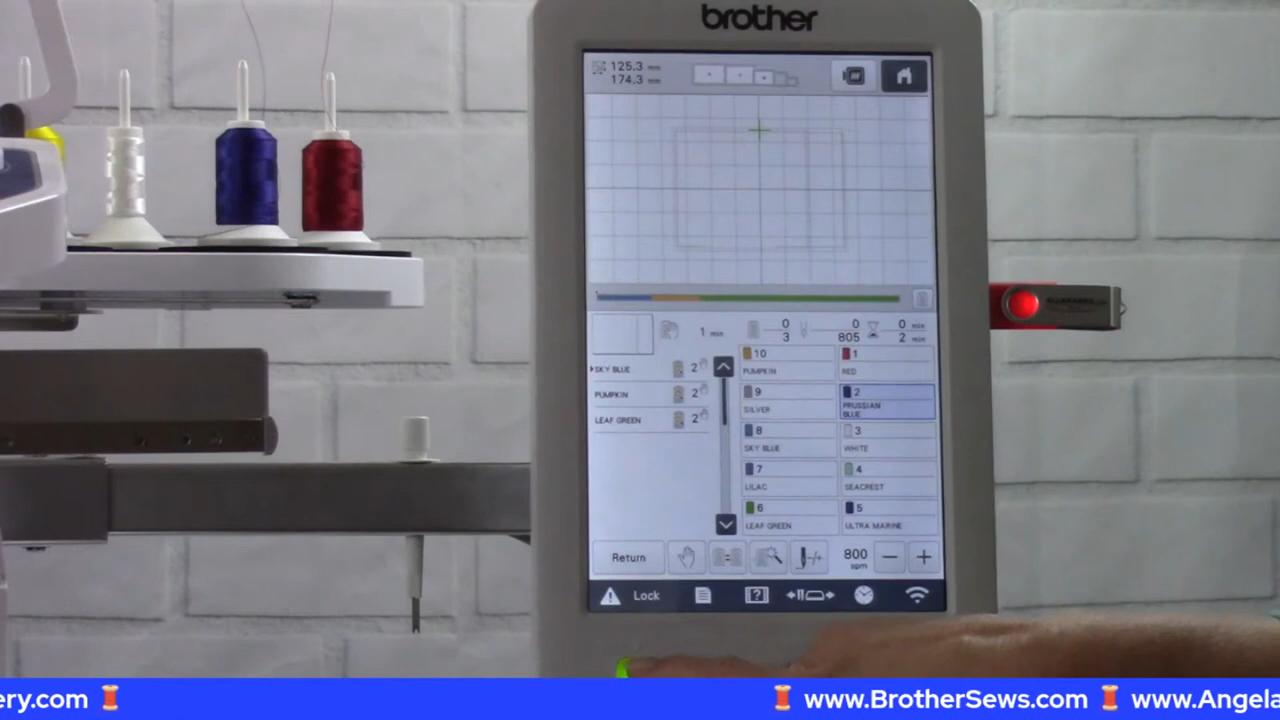 brother
125.3 mm
174.3 mm
1 min
0
3
0
805
0 min
2 min
SKY BLUE 2
PUMPKIN 2
LEAF GREEN 2
10 PUMPKIN
1 RED
9 SILVER
2 PRUSSIAN BLUE
8 SKY BLUE
3 WHITE
7 LILAC
4 SEACREST
6 LEAF GREEN
5 ULTRA MARINE
Return
800 spm
Lock
ery.com
www.BrotherSews.com
www.Angela